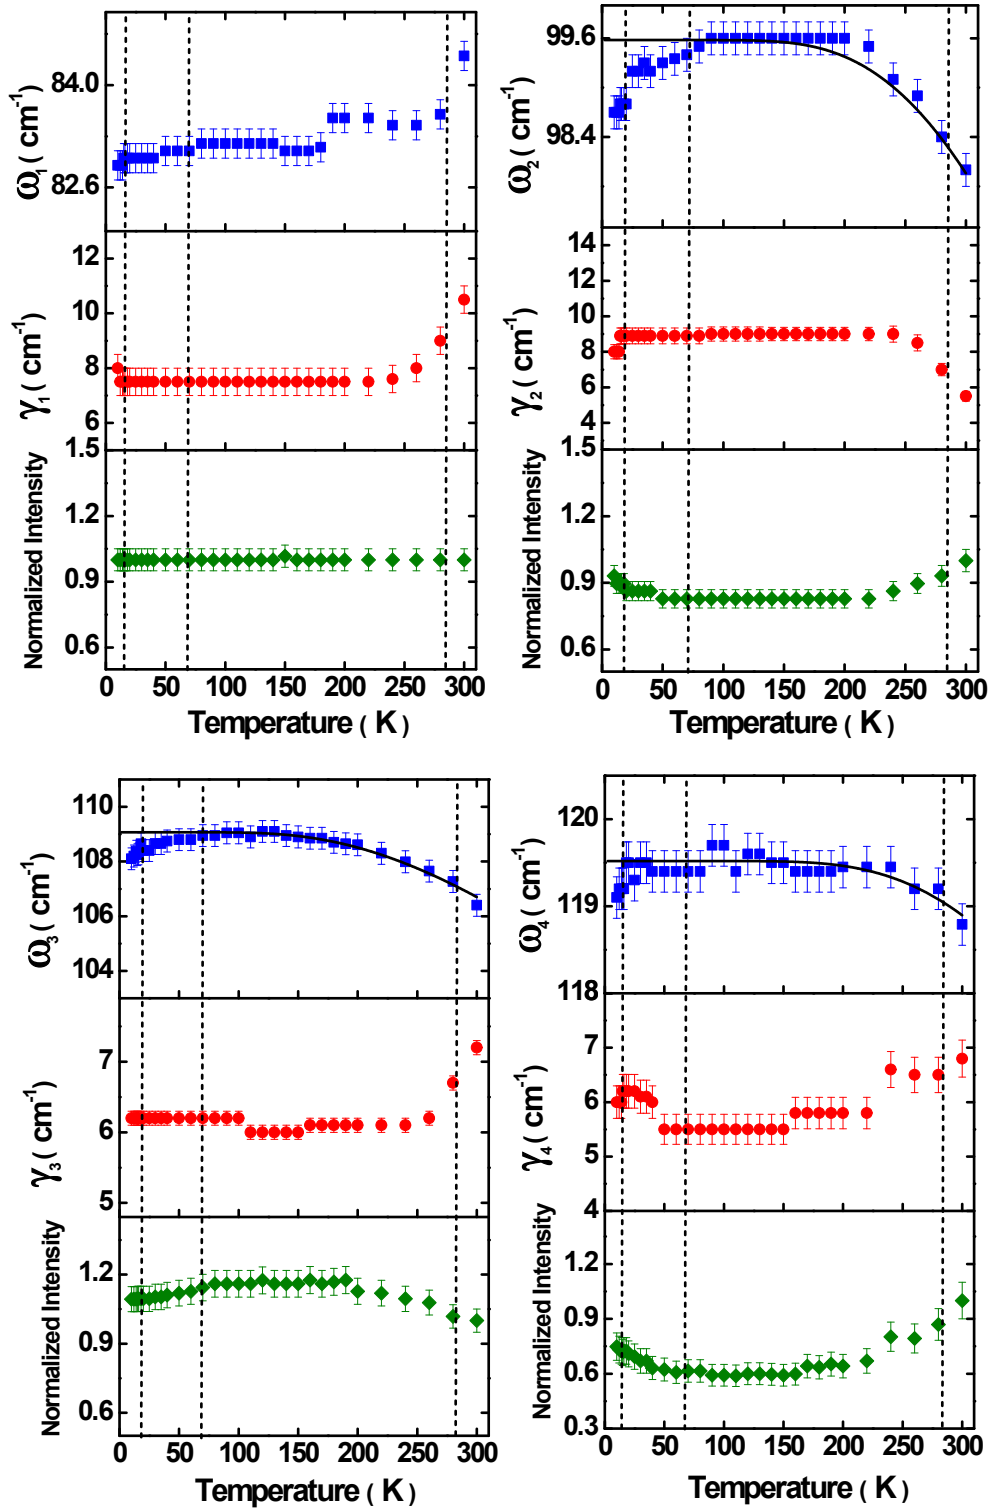 ω1 ( cm-1)
84.0
82.6
γ1 ( cm-1)
12
10
8
6
Normalized Intensity
1.5
1.2
0.9
0.6
0 50 100 150 200 250 300
Temperature ( K )
ω2 ( cm-1)
99.6
98.4
γ2 ( cm-1)
14
12
10
8
6
4
Normalized Intensity
1.5
1.2
0.9
0.6
0 50 100 150 200 250 300
Temperature ( K )
ω3 ( cm-1)
110
108
106
104
γ3 ( cm-1)
7
6
5
Normalized Intensity
1.2
0.9
0.6
0 50 100 150 200 250 300
Temperature ( K )
ω4 ( cm-1)
120
119
118
γ4 ( cm-1)
7
6
5
4
Normalized Intensity
1.2
0.9
0.6
0.3
0 50 100 150 200 250 300
Temperature ( K )